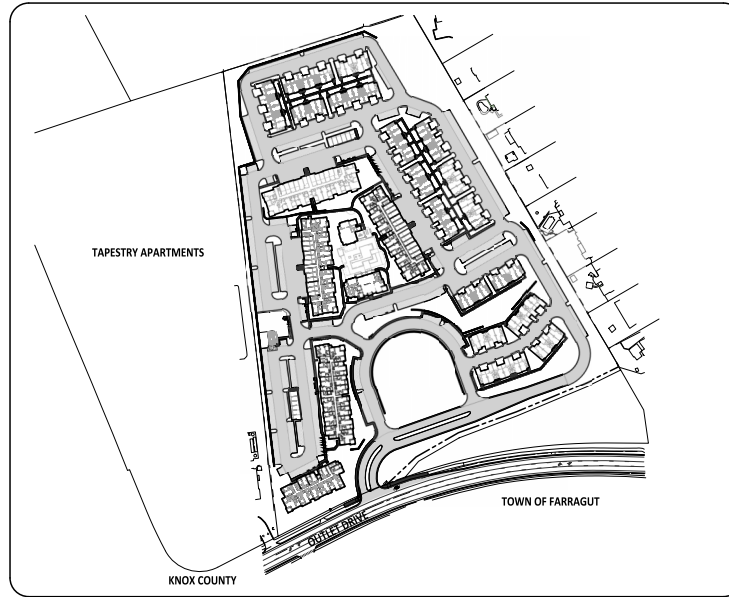 TAPESTRY APARTMENTS
TOWN OF FARRAGUT
OUTLET DRIVE
KNOX COUNTY